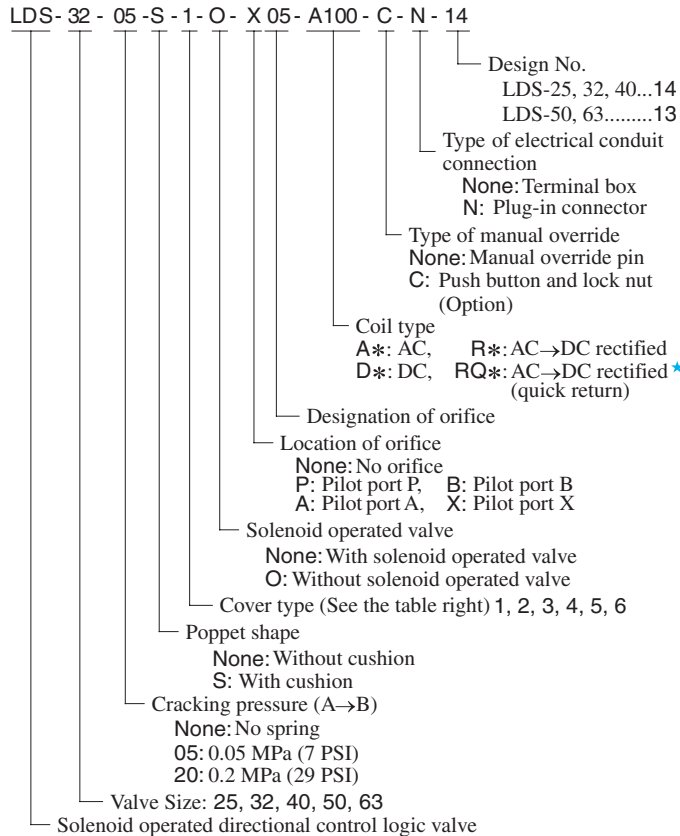 LDS - 32 - 05 - S - 1 - O - X 05 - A100 - C - N - 14
Design No.
LDS-25, 32, 40...14
LDS-50, 63.........13
Type of electrical conduit
connection
None: Terminal box
N: Plug-in connector
Type of manual override
None: Manual override pin
C: Push button and lock nut
(Option)
Coil type
A*: AC, R*: AC→DC rectified
D*: DC, RQ*: AC→DC rectified ★
(quick return)
Designation of orifice
Location of orifice
None: No orifice
P: Pilot port P, B: Pilot port B
A: Pilot port A, X: Pilot port X
Solenoid operated valve
None: With solenoid operated valve
O: Without solenoid operated valve
Cover type (See the table right) 1, 2, 3, 4, 5, 6
Poppet shape
None: Without cushion
S: With cushion
Cracking pressure (A→B)
None: No spring
05: 0.05 MPa (7 PSI)
20: 0.2 MPa (29 PSI)
Valve Size: 25, 32, 40, 50, 63
Solenoid operated directional control logic valve